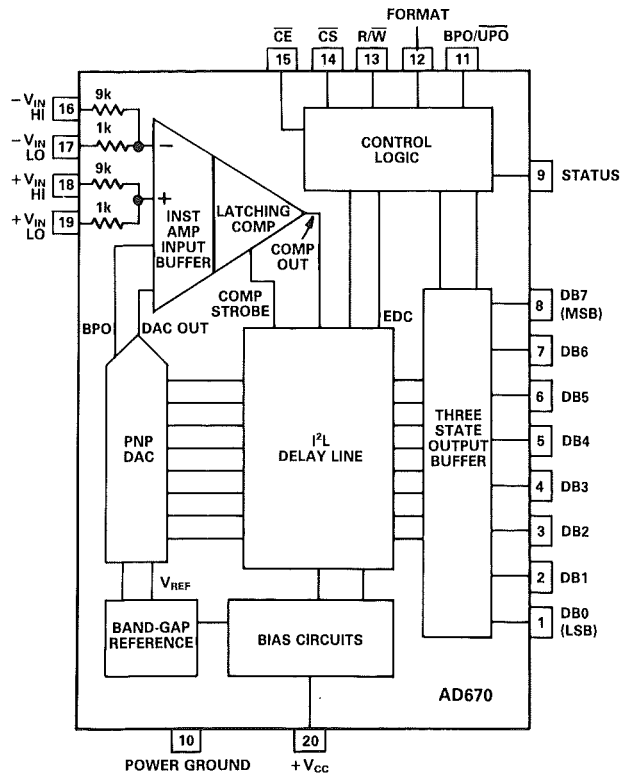 FORMAT
C̅E̅ C̅S̅ R/W̅ BPO/U̅P̅O̅
15 14 13 12 11
−VIN HI 16 9k
−VIN LO 17 1k
+VIN HI 18 9k
+VIN LO 19 1k
−
+
INST
AMP
INPUT
BUFFER
LATCHING
COMP
COMP
OUT
COMP
STROBE
CONTROL
LOGIC
9 STATUS
BPO DAC OUT
EDC
PNP
DAC
I²L
DELAY LINE
THREE
STATE
OUTPUT
BUFFER
8 DB7
(MSB)
7 DB6
6 DB5
5 DB4
4 DB3
3 DB2
2 DB1
1 DB0
(LSB)
VREF
BAND-GAP
REFERENCE
BIAS CIRCUITS
AD670
10 20
POWER GROUND +VCC